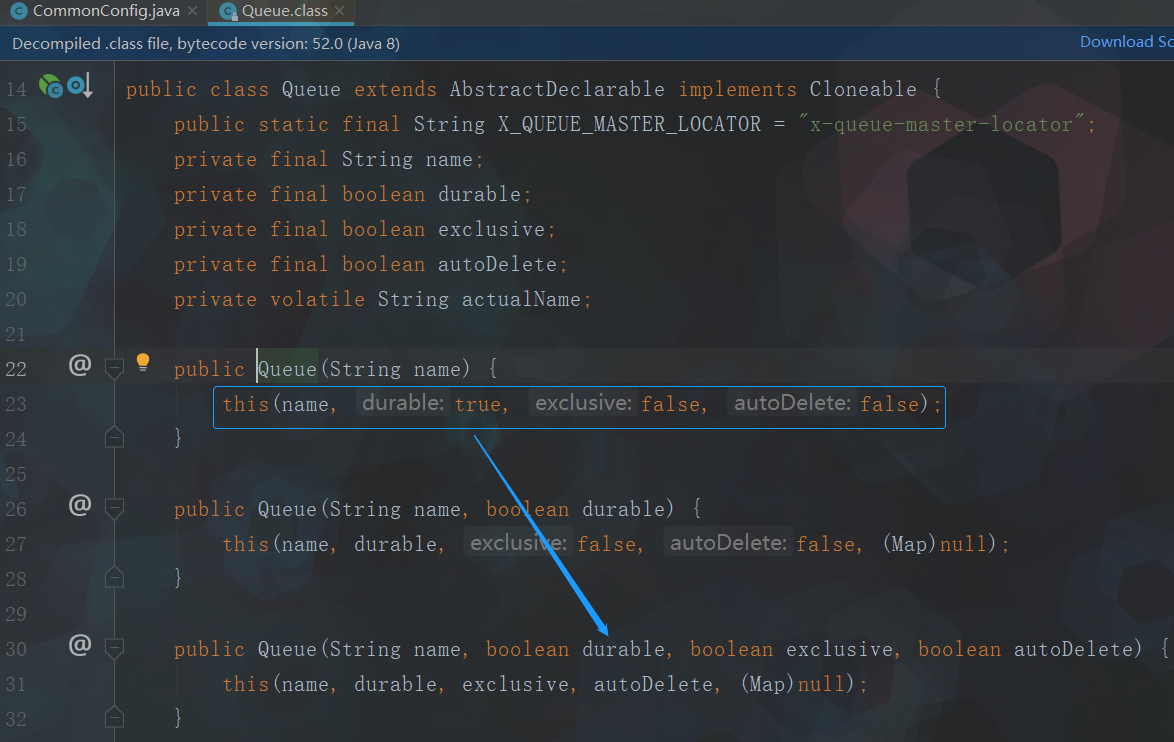 CommonConfig.java Queue.class
Decompiled .class file, bytecode version: 52.0 (Java 8) Download
14 public class Queue extends AbstractDeclarable implements Cloneable {
15 public static final String X_QUEUE_MASTER_LOCATOR = "x-queue-master-locator";
16 private final String name;
17 private final boolean durable;
18 private final boolean exclusive;
19 private final boolean autoDelete;
20 private volatile String actualName;
21
22 @ public Queue(String name) {
23 this(name, durable: true, exclusive: false, autoDelete: false);
24 }
25
26 @ public Queue(String name, boolean durable) {
27 this(name, durable, exclusive: false, autoDelete: false, (Map)null);
28 }
29
30 @ public Queue(String name, boolean durable, boolean exclusive, boolean autoDelete) {
31 this(name, durable, exclusive, autoDelete, (Map)null);
32 }